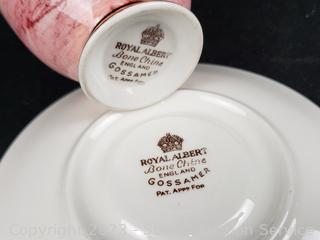 ROYAL ALBERT
Bone China
ENGLAND
GOSSAMER
PAT. APPD FOR
ROYAL ALBERT
Bone China
ENGLAND
GOSSAMER
PAT. APPD FOR